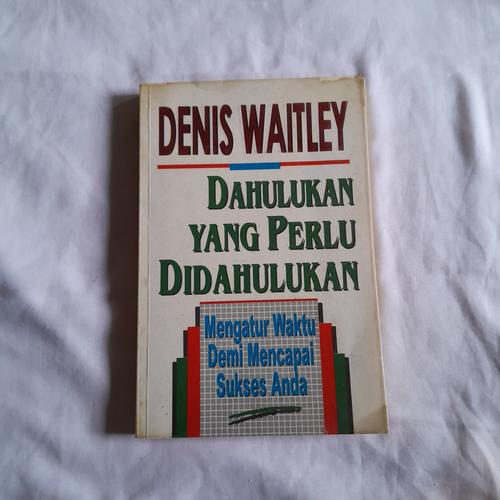 DENIS WAITLEY
DAHULUKAN
YANG PERLU
DIDAHULUKAN
Mengatur Waktu
Demi Mencapai
Sukses Anda